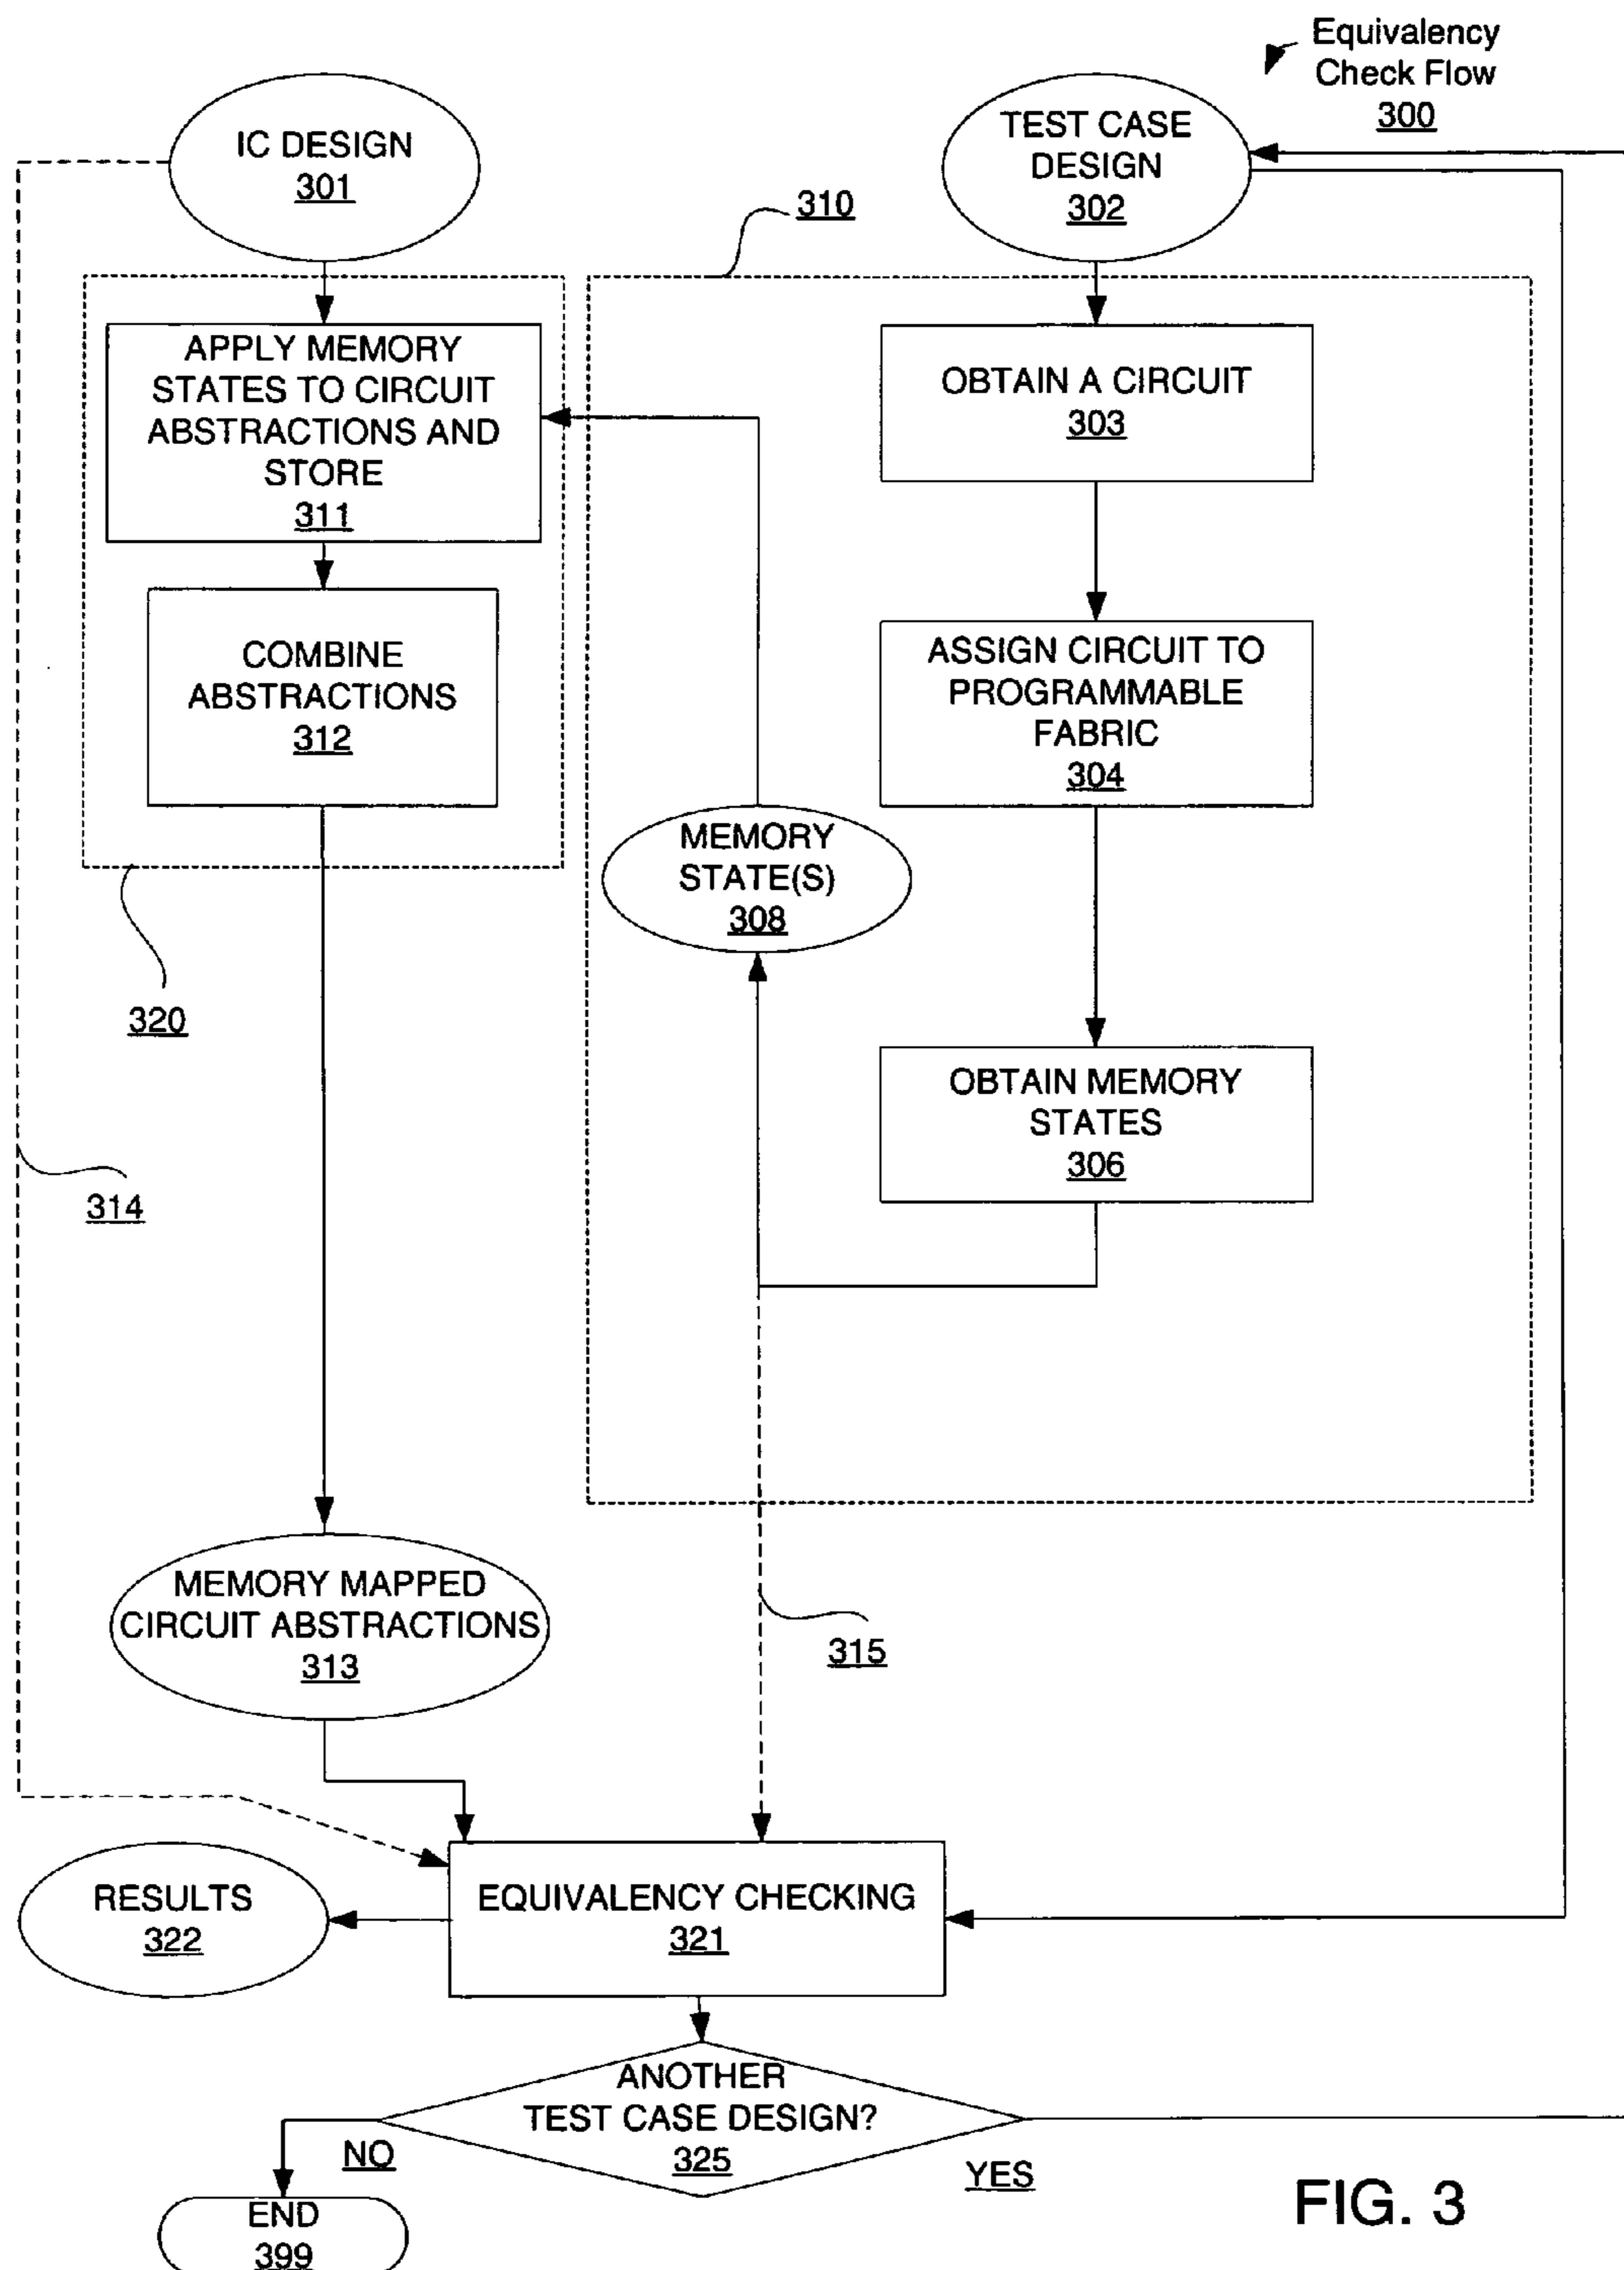 Equivalency
Check Flow
300
IC DESIGN
301
TEST CASE
DESIGN
302
310
APPLY MEMORY
STATES TO CIRCUIT
ABSTRACTIONS AND
STORE
311
OBTAIN A CIRCUIT
303
COMBINE
ABSTRACTIONS
312
ASSIGN CIRCUIT TO
PROGRAMMABLE
FABRIC
304
MEMORY
STATE(S)
308
320
OBTAIN MEMORY
STATES
306
314
MEMORY MAPPED
CIRCUIT ABSTRACTIONS
313
315
RESULTS
322
EQUIVALENCY CHECKING
321
ANOTHER
TEST CASE DESIGN?
325
NO
YES
END
399
FIG. 3